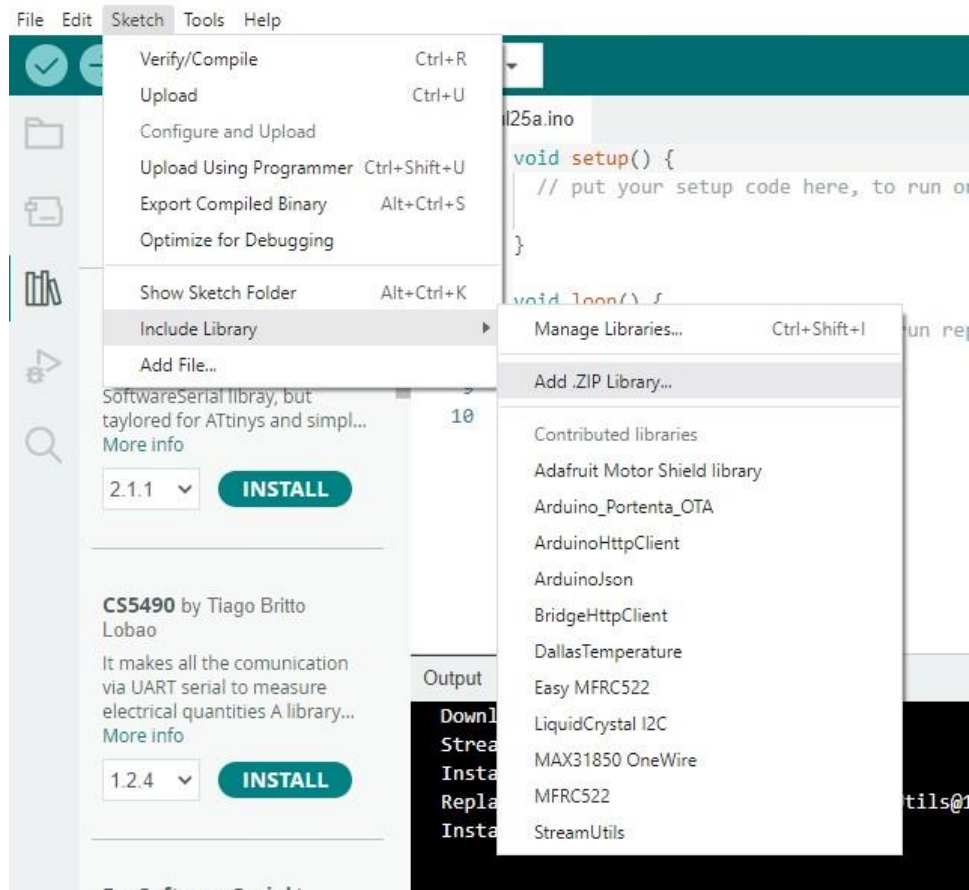 File Edit Sketch Tools Help
Verify/Compile Ctrl+R
Upload Ctrl+U
Configure and Upload
Upload Using Programmer Ctrl+Shift+U
Export Compiled Binary Alt+Ctrl+S
Optimize for Debugging
Show Sketch Folder Alt+Ctrl+K
Include Library
Add File...
Manage Libraries... Ctrl+Shift+I
Add .ZIP Library...
Contributed libraries
Adafruit Motor Shield library
Arduino_Portenta_OTA
ArduinoHttpClient
ArduinoJson
BridgeHttpClient
DallasTemperature
Easy MFRC522
LiquidCrystal I2C
MAX31850 OneWire
MFRC522
StreamUtils
l25a.ino
void setup() {
// put your setup code here, to run
}
void loop() {
10
SoftwareSerial libray, but
taylored for ATtinys and simpl...
More info
2.1.1 INSTALL
CS5490 by Tiago Britto
Lobao
It makes all the comunication
via UART serial to measure
electrical quantities A library...
More info
1.2.4 INSTALL
Output
Downl
Strea
Insta
Repla tils@1
Insta